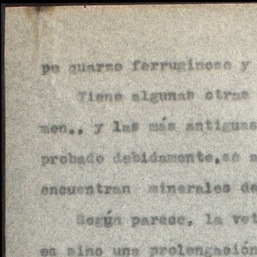 po cuarzo ferruginoso y
Tiene algunas otras
men., y las más antiguas
probado debidamente, se a
encuentran minerales de
Según parece, la vet
es sino una prolongación